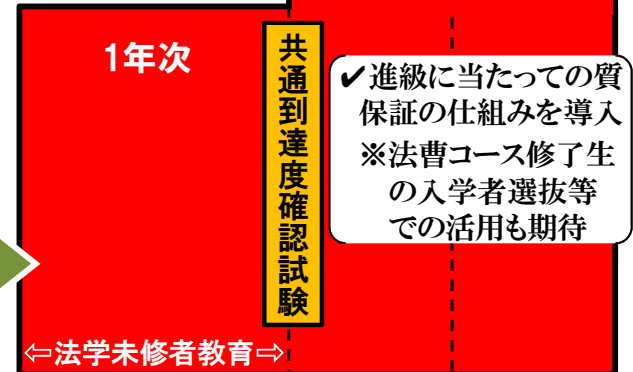 1年次
共通到達度確認試験
✔進級に当たっての質
保証の仕組みを導入
※法曹コース修了生
の入学者選抜等
での活用も期待
⇦法学未修者教育⇨